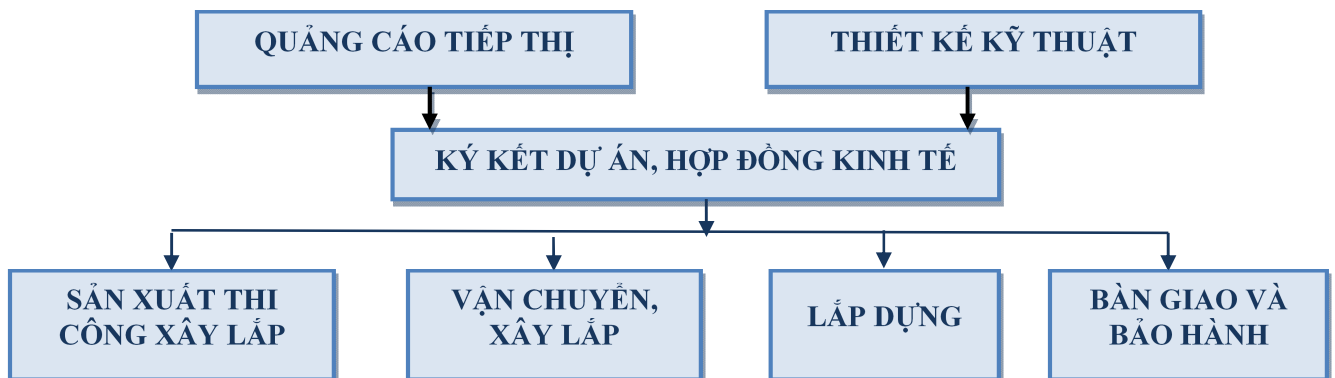 QUẢNG CÁO TIẾP THỊ
THIẾT KẾ KỸ THUẬT
KÝ KẾT DỰ ÁN, HỢP ĐỒNG KINH TẾ
SẢN XUẤT THI
CÔNG XÂY LẮP
VẬN CHUYỂN,
XÂY LẮP
LẮP DỰNG
BÀN GIAO VÀ
BẢO HÀNH